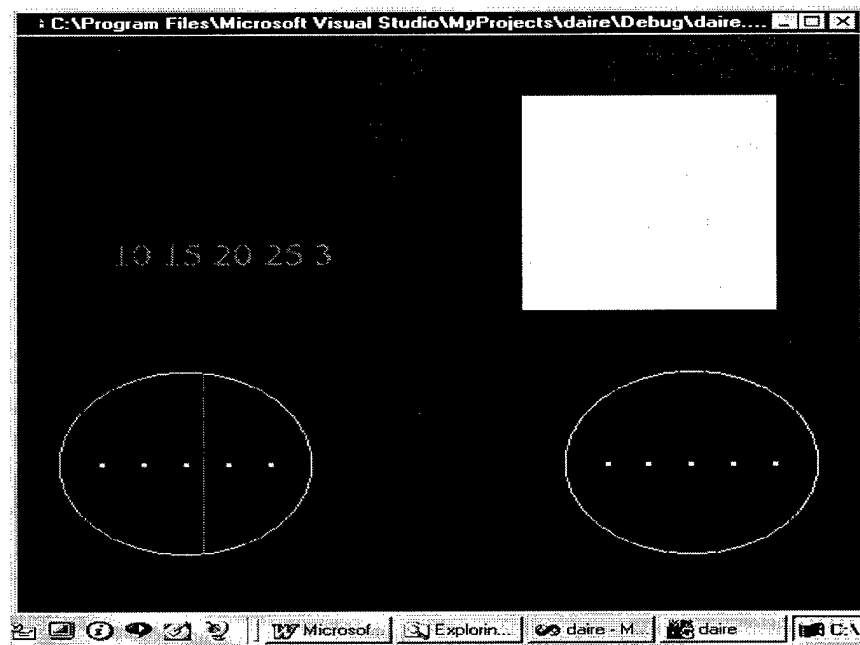 C:\Program Files\Microsoft Visual Studio\MyProjects\daire\Debug\daire....
10 15 20 25 3
Microsof... Explorin... daire - M... daire C:\